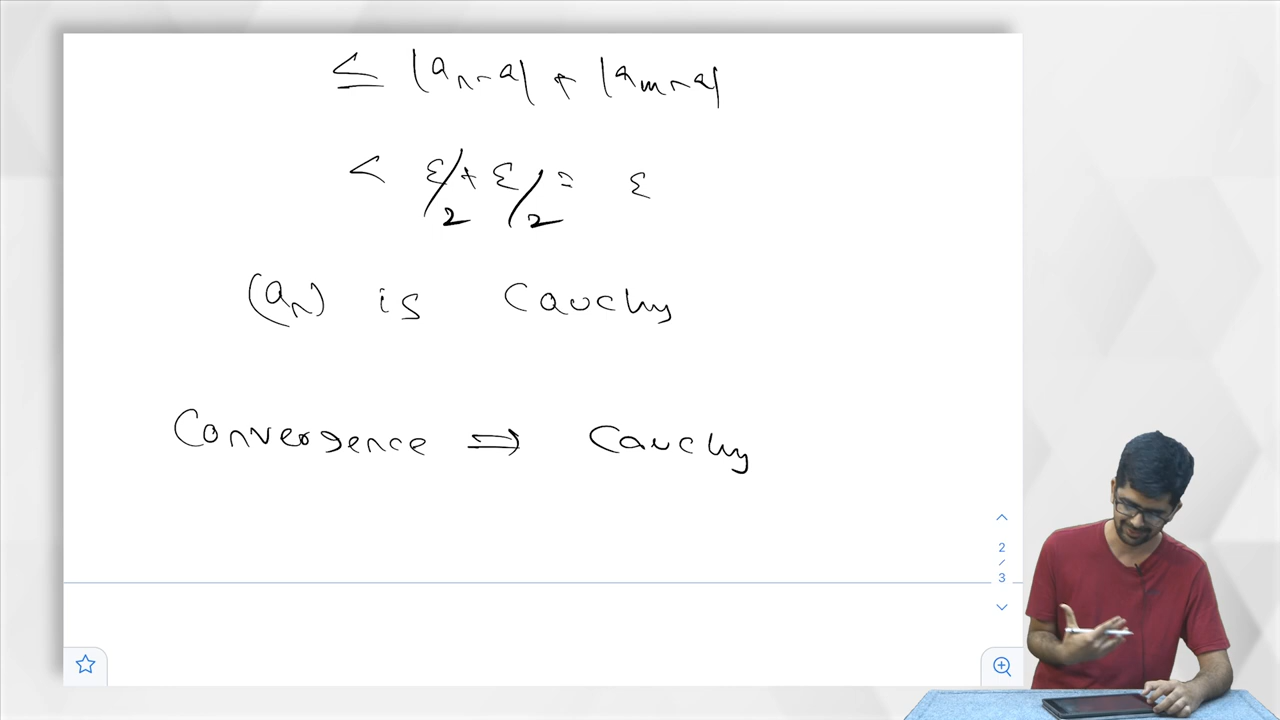 ≤ |aₙ - a| + |aₘ - a|
< ε/2 + ε/2 = ε
(aₙ) is Cauchy
Convergence ⇒ Cauchy
2
/
3